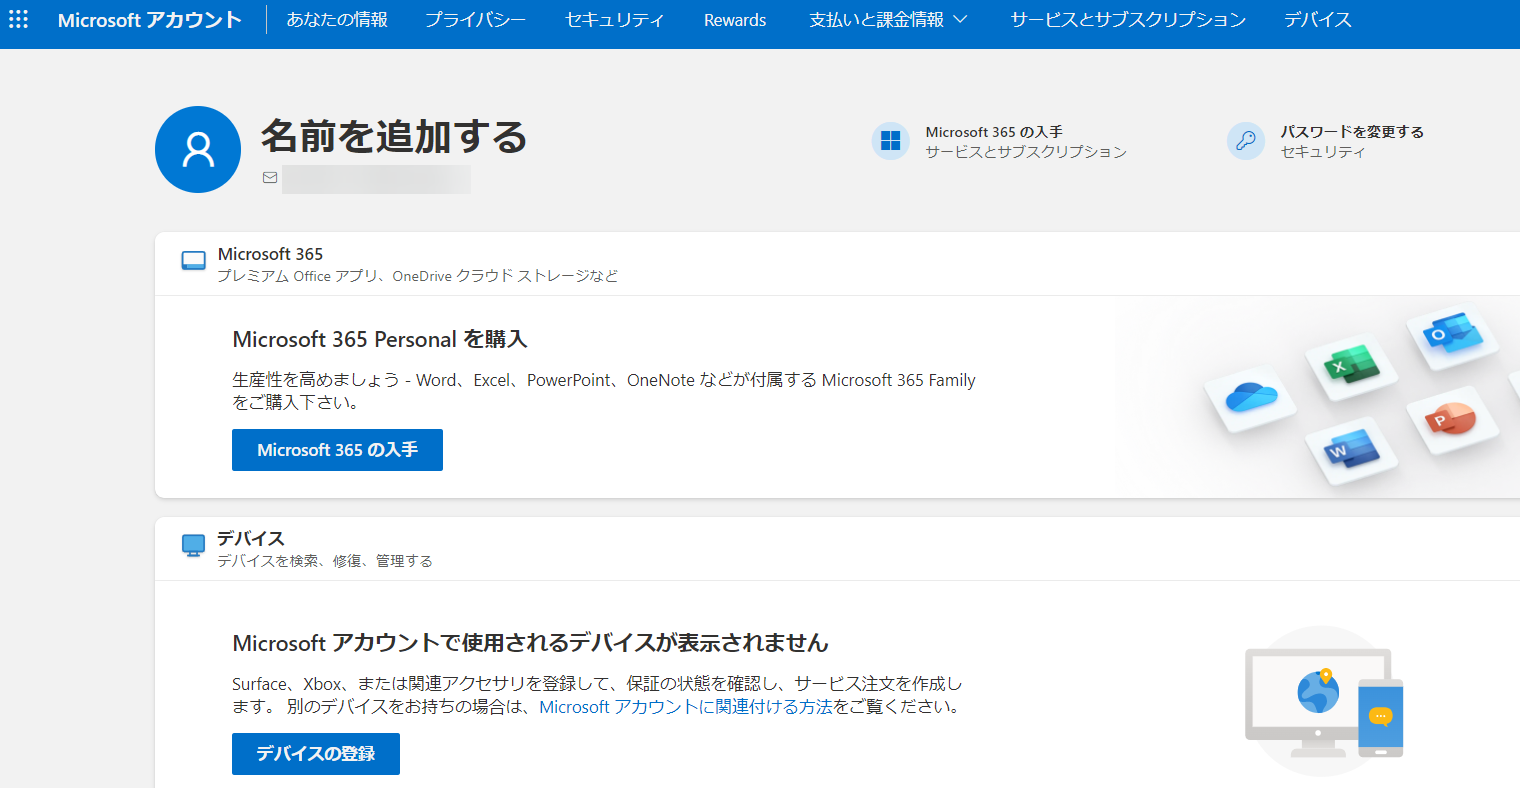 Microsoft アカウント あなたの情報 プライバシー セキュリティ Rewards 支払いと課金情報 サービスとサブスクリプション デバイス
名前を追加する
Microsoft 365 の入手
サービスとサブスクリプション
パスワードを変更する
セキュリティ
Microsoft 365
プレミアム Office アプリ、OneDrive クラウド ストレージなど
Microsoft 365 Personal を購入
生産性を高めましょう - Word、Excel、PowerPoint、OneNote などが付属する Microsoft 365 Family
をご購入下さい。
Microsoft 365 の入手
デバイス
デバイスを検索、修復、管理する
Microsoft アカウントで使用されるデバイスが表示されません
Surface、Xbox、または関連アクセサリを登録して、保証の状態を確認し、サービス注文を作成し
ます。 別のデバイスをお持ちの場合は、Microsoft アカウントに関連付ける方法をご覧ください。
デバイスの登録